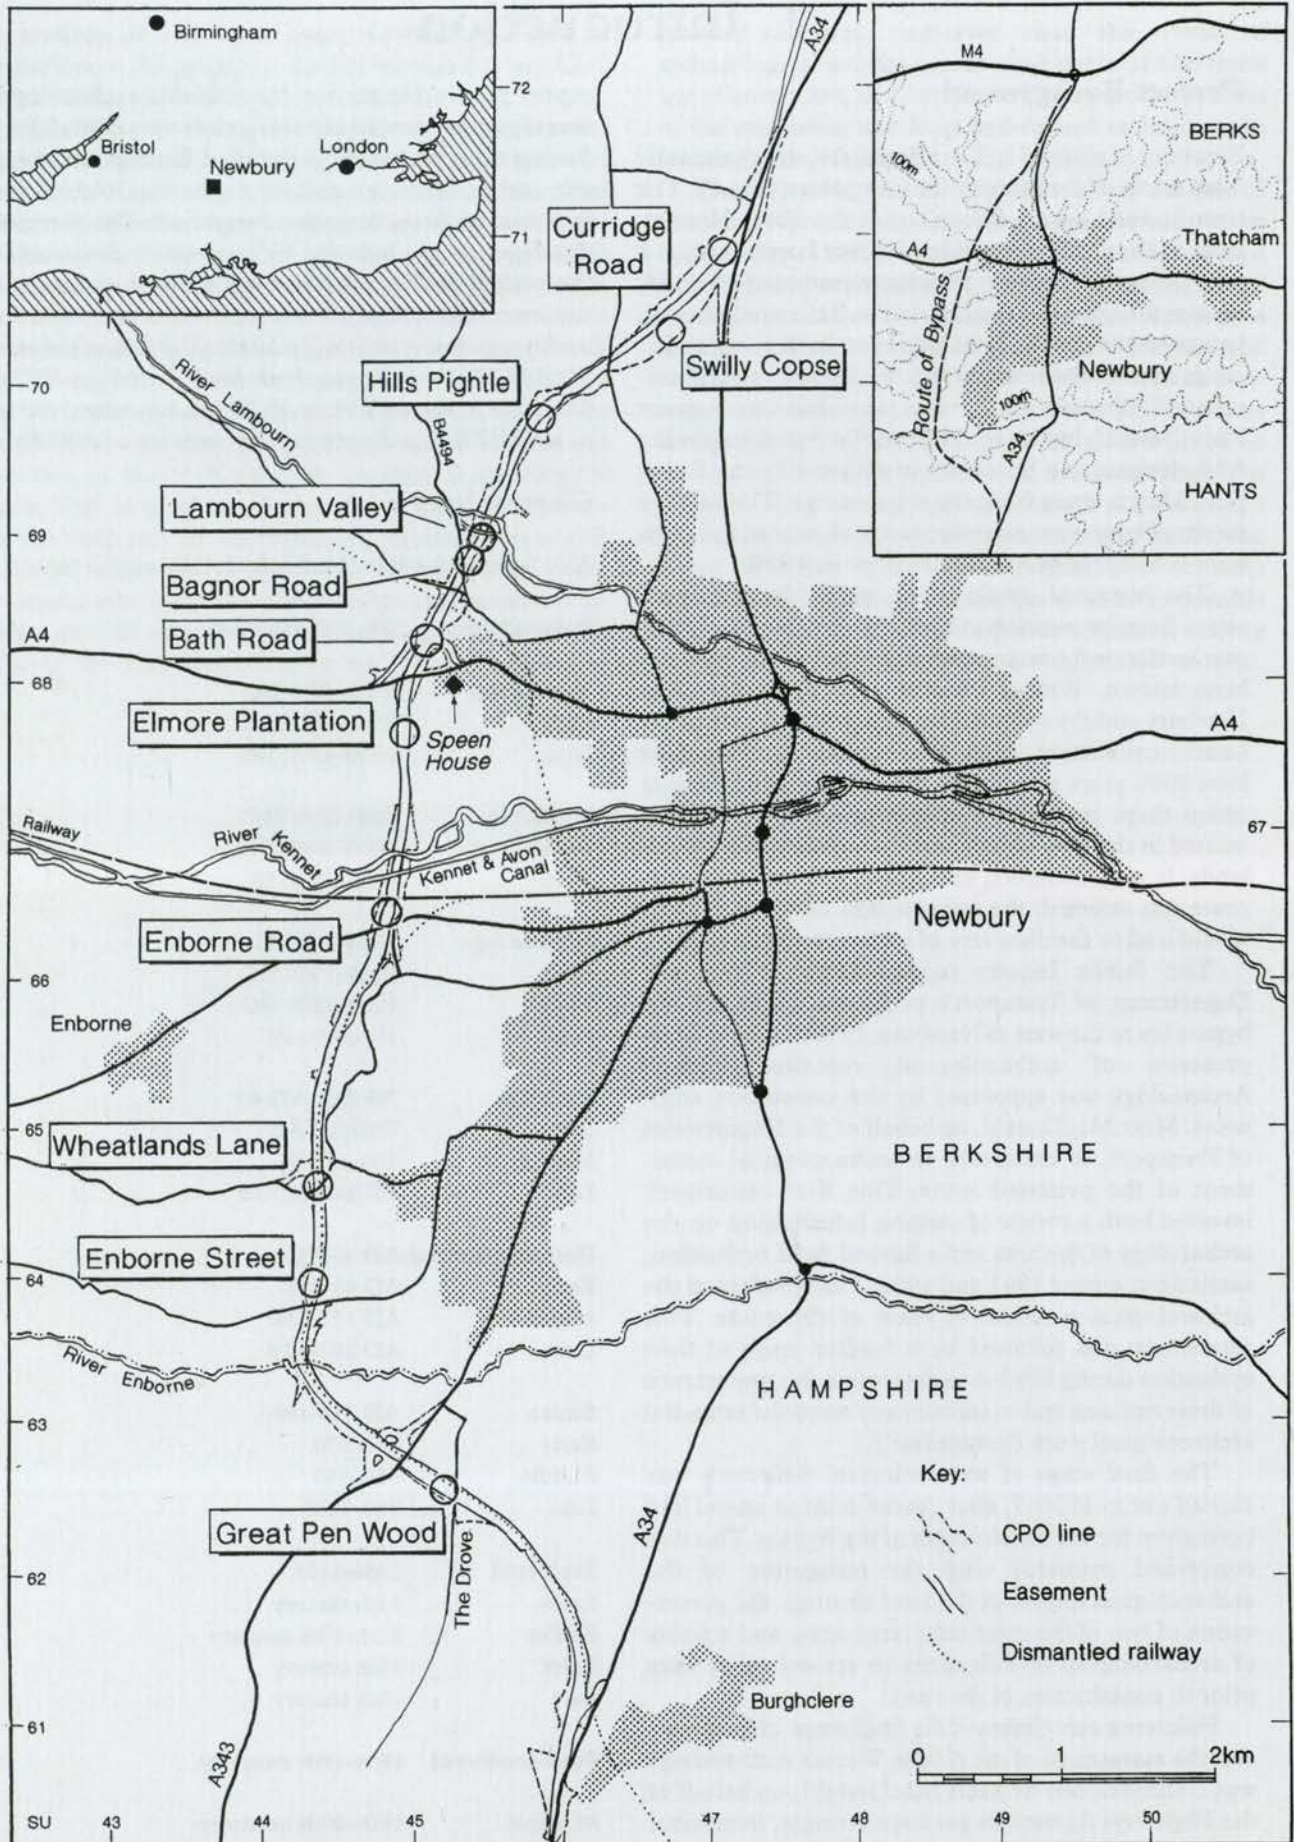 Birmingham
Bristol
London
Newbury
72
71
70
69
68
67
66
65
64
63
62
61
A34
M4
BERKS
100m
A4
Thatcham
Route of Bypass
Newbury
100m
A34
HANTS
Curridge
Road
Swilly Copse
Hills Pightle
River
Lambourn
B4494
Lambourn Valley
Bagnor Road
Bath Road
A4
Elmore Plantation
Speen
House
A4
Railway
River Kennet
Kennet & Avon
Canal
Enborne Road
Newbury
Enborne
Wheatlands Lane
BERKSHIRE
Enborne Street
River
Enborne
HAMPSHIRE
Great Pen Wood
The Drove
A34
A343
Burghclere
Key:
CPO line
Easement
Dismantled railway
0 1 2km
SU 43 44 45 47 48 49 50